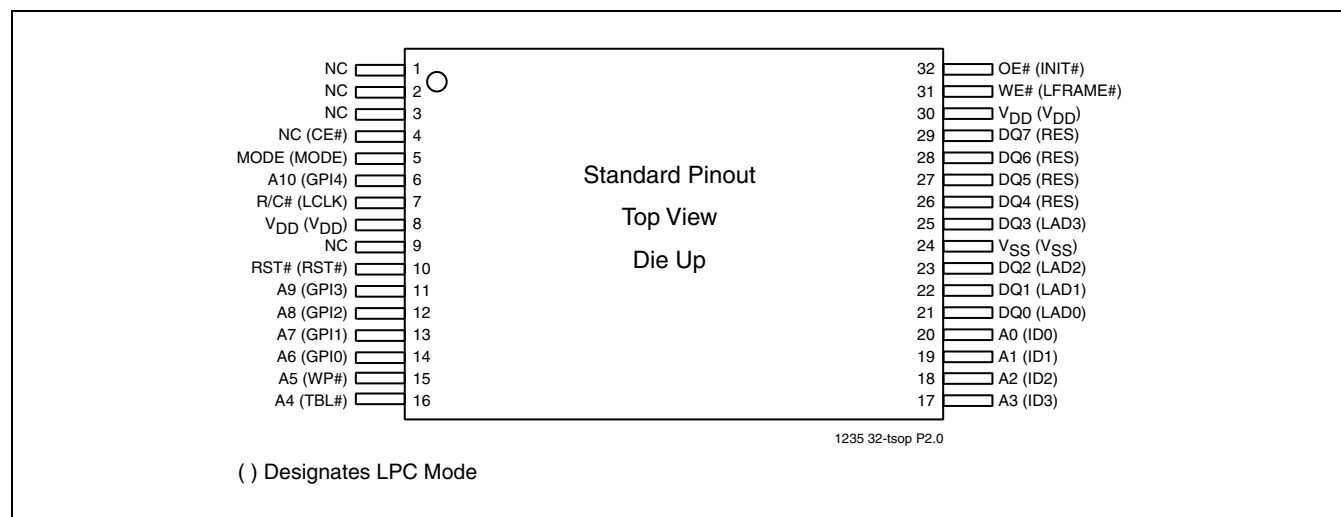 NC 1
NC 2
NC 3
NC (CE#) 4
MODE (MODE) 5
A10 (GPI4) 6
R/C# (LCLK) 7
VDD (VDD) 8
NC 9
RST# (RST#) 10
A9 (GPI3) 11
A8 (GPI2) 12
A7 (GPI1) 13
A6 (GPI0) 14
A5 (WP#) 15
A4 (TBL#) 16
Standard Pinout
Top View
Die Up
32 OE# (INIT#)
31 WE# (LFRAME#)
30 VDD (VDD)
29 DQ7 (RES)
28 DQ6 (RES)
27 DQ5 (RES)
26 DQ4 (RES)
25 DQ3 (LAD3)
24 VSS (VSS)
23 DQ2 (LAD2)
22 DQ1 (LAD1)
21 DQ0 (LAD0)
20 A0 (ID0)
19 A1 (ID1)
18 A2 (ID2)
17 A3 (ID3)
1235 32-tsop P2.0
( ) Designates LPC Mode